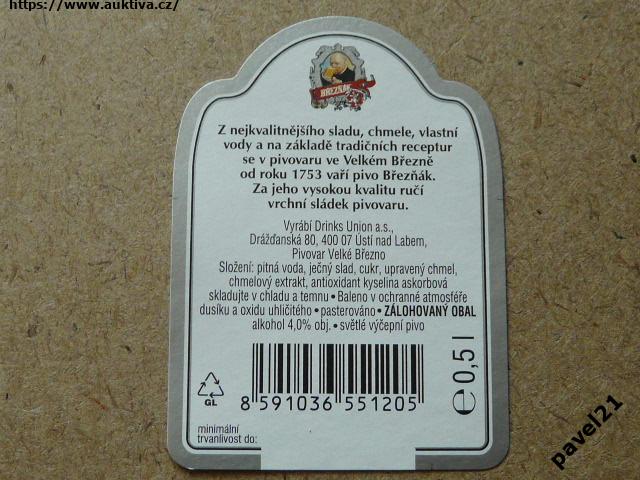 https://www.auktiva.cz/
BŘEZŇÁK
Z nejkvalitnějšího sladu, chmele, vlastní
vody a na základě tradičních receptur
se v pivovaru ve Velkém Březně
od roku 1753 vaří pivo Březňák.
Za jeho vysokou kvalitu ručí
vrchní sládek pivovaru.
Vyrábí Drinks Union a.s.,
Drážďanská 80, 400 07 Ústí nad Labem,
Pivovar Velké Březno
Složení: pitná voda, ječný slad, cukr, upravený chmel,
chmelový extrakt, antioxidant kyselina askorbová
skladujte v chladu a temnu • Baleno v ochranné atmosféře
dusíku a oxidu uhličitého • pasterováno • ZÁLOHOVANÝ OBAL
alkohol 4,0% obj. • světlé výčepní pivo
GL
8 591036 551205
℮ 0,5 l
minimální
trvanlivost do:
pavel21